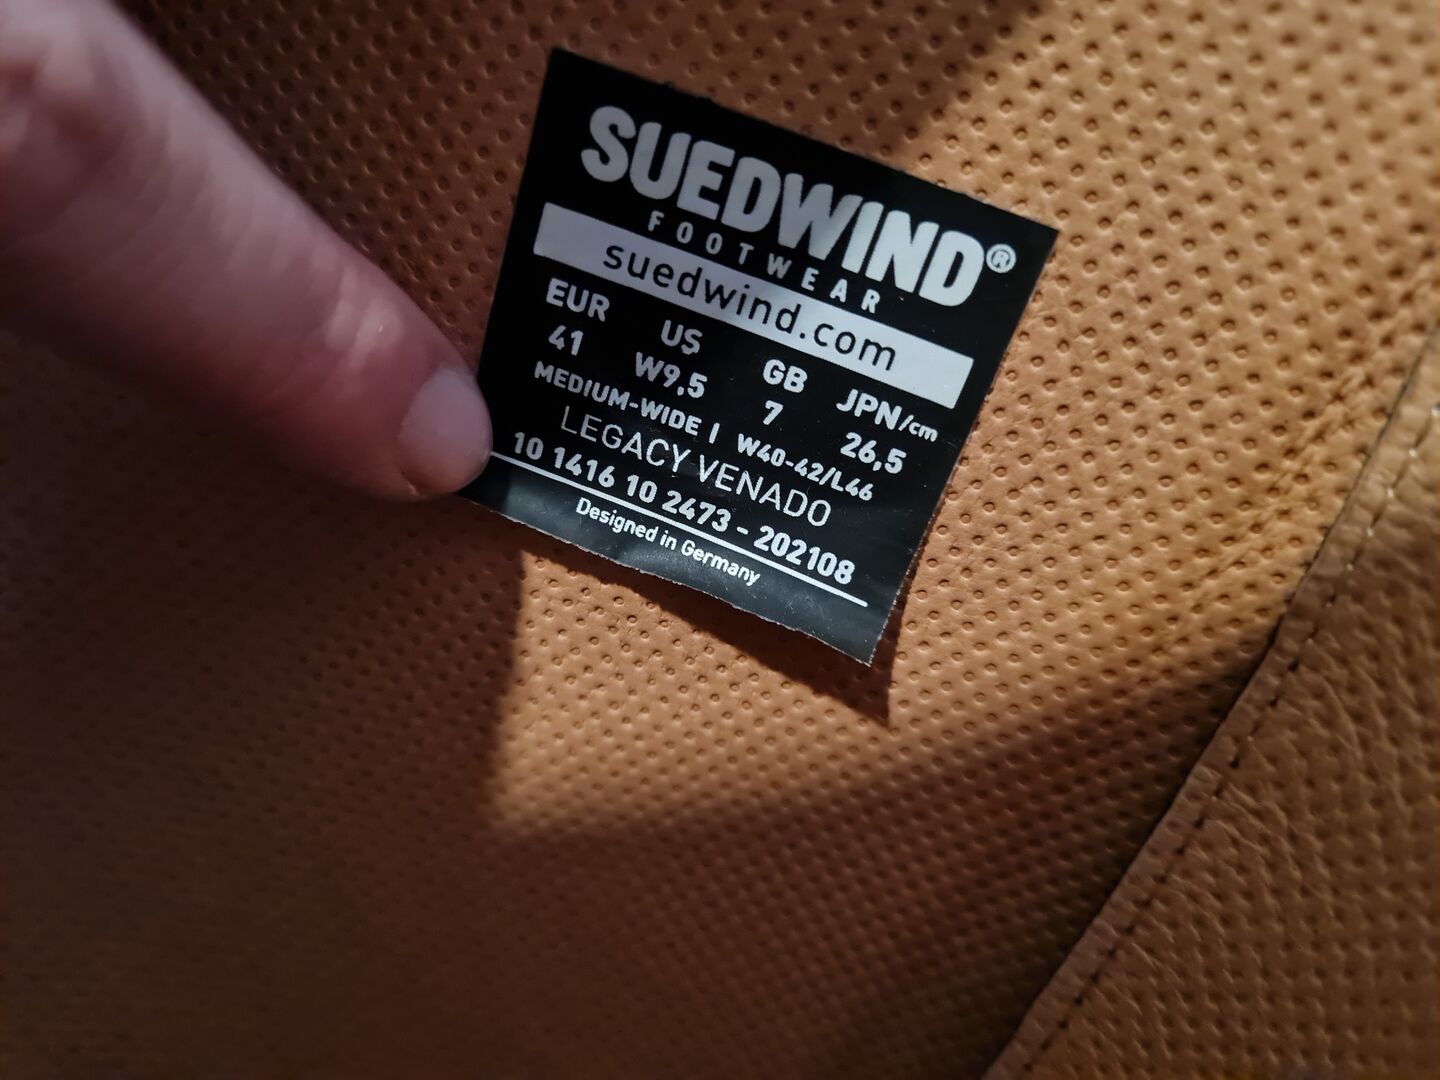 SUEDWIND®
FOOTWEAR
suedwind.com
EUR US GB JPN/cm
41 W9,5 7 26,5
MEDIUM-WIDE | W40-42/L46
LEGACY VENADO
10 1416 10 2473 - 202108
Designed in Germany